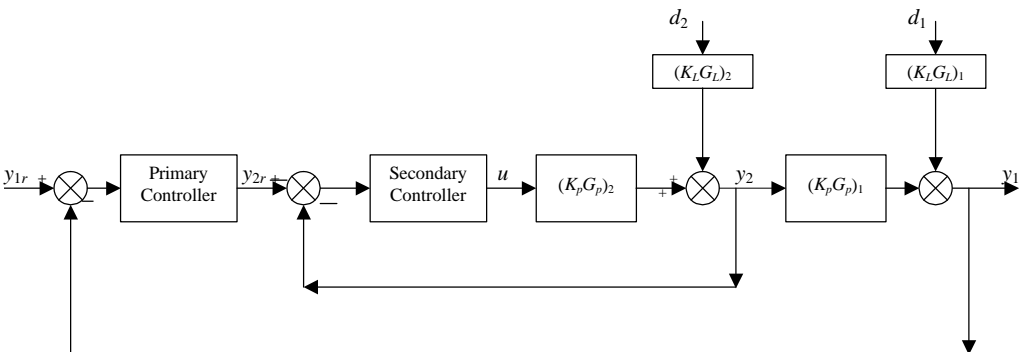 d2
d1
(KLGL)2
(KLGL)1
y1r
+
−
Primary
Controller
y2r
+
−
−
Secondary
Controller
u
(KpGp)2
+
+
y2
(KpGp)1
y1